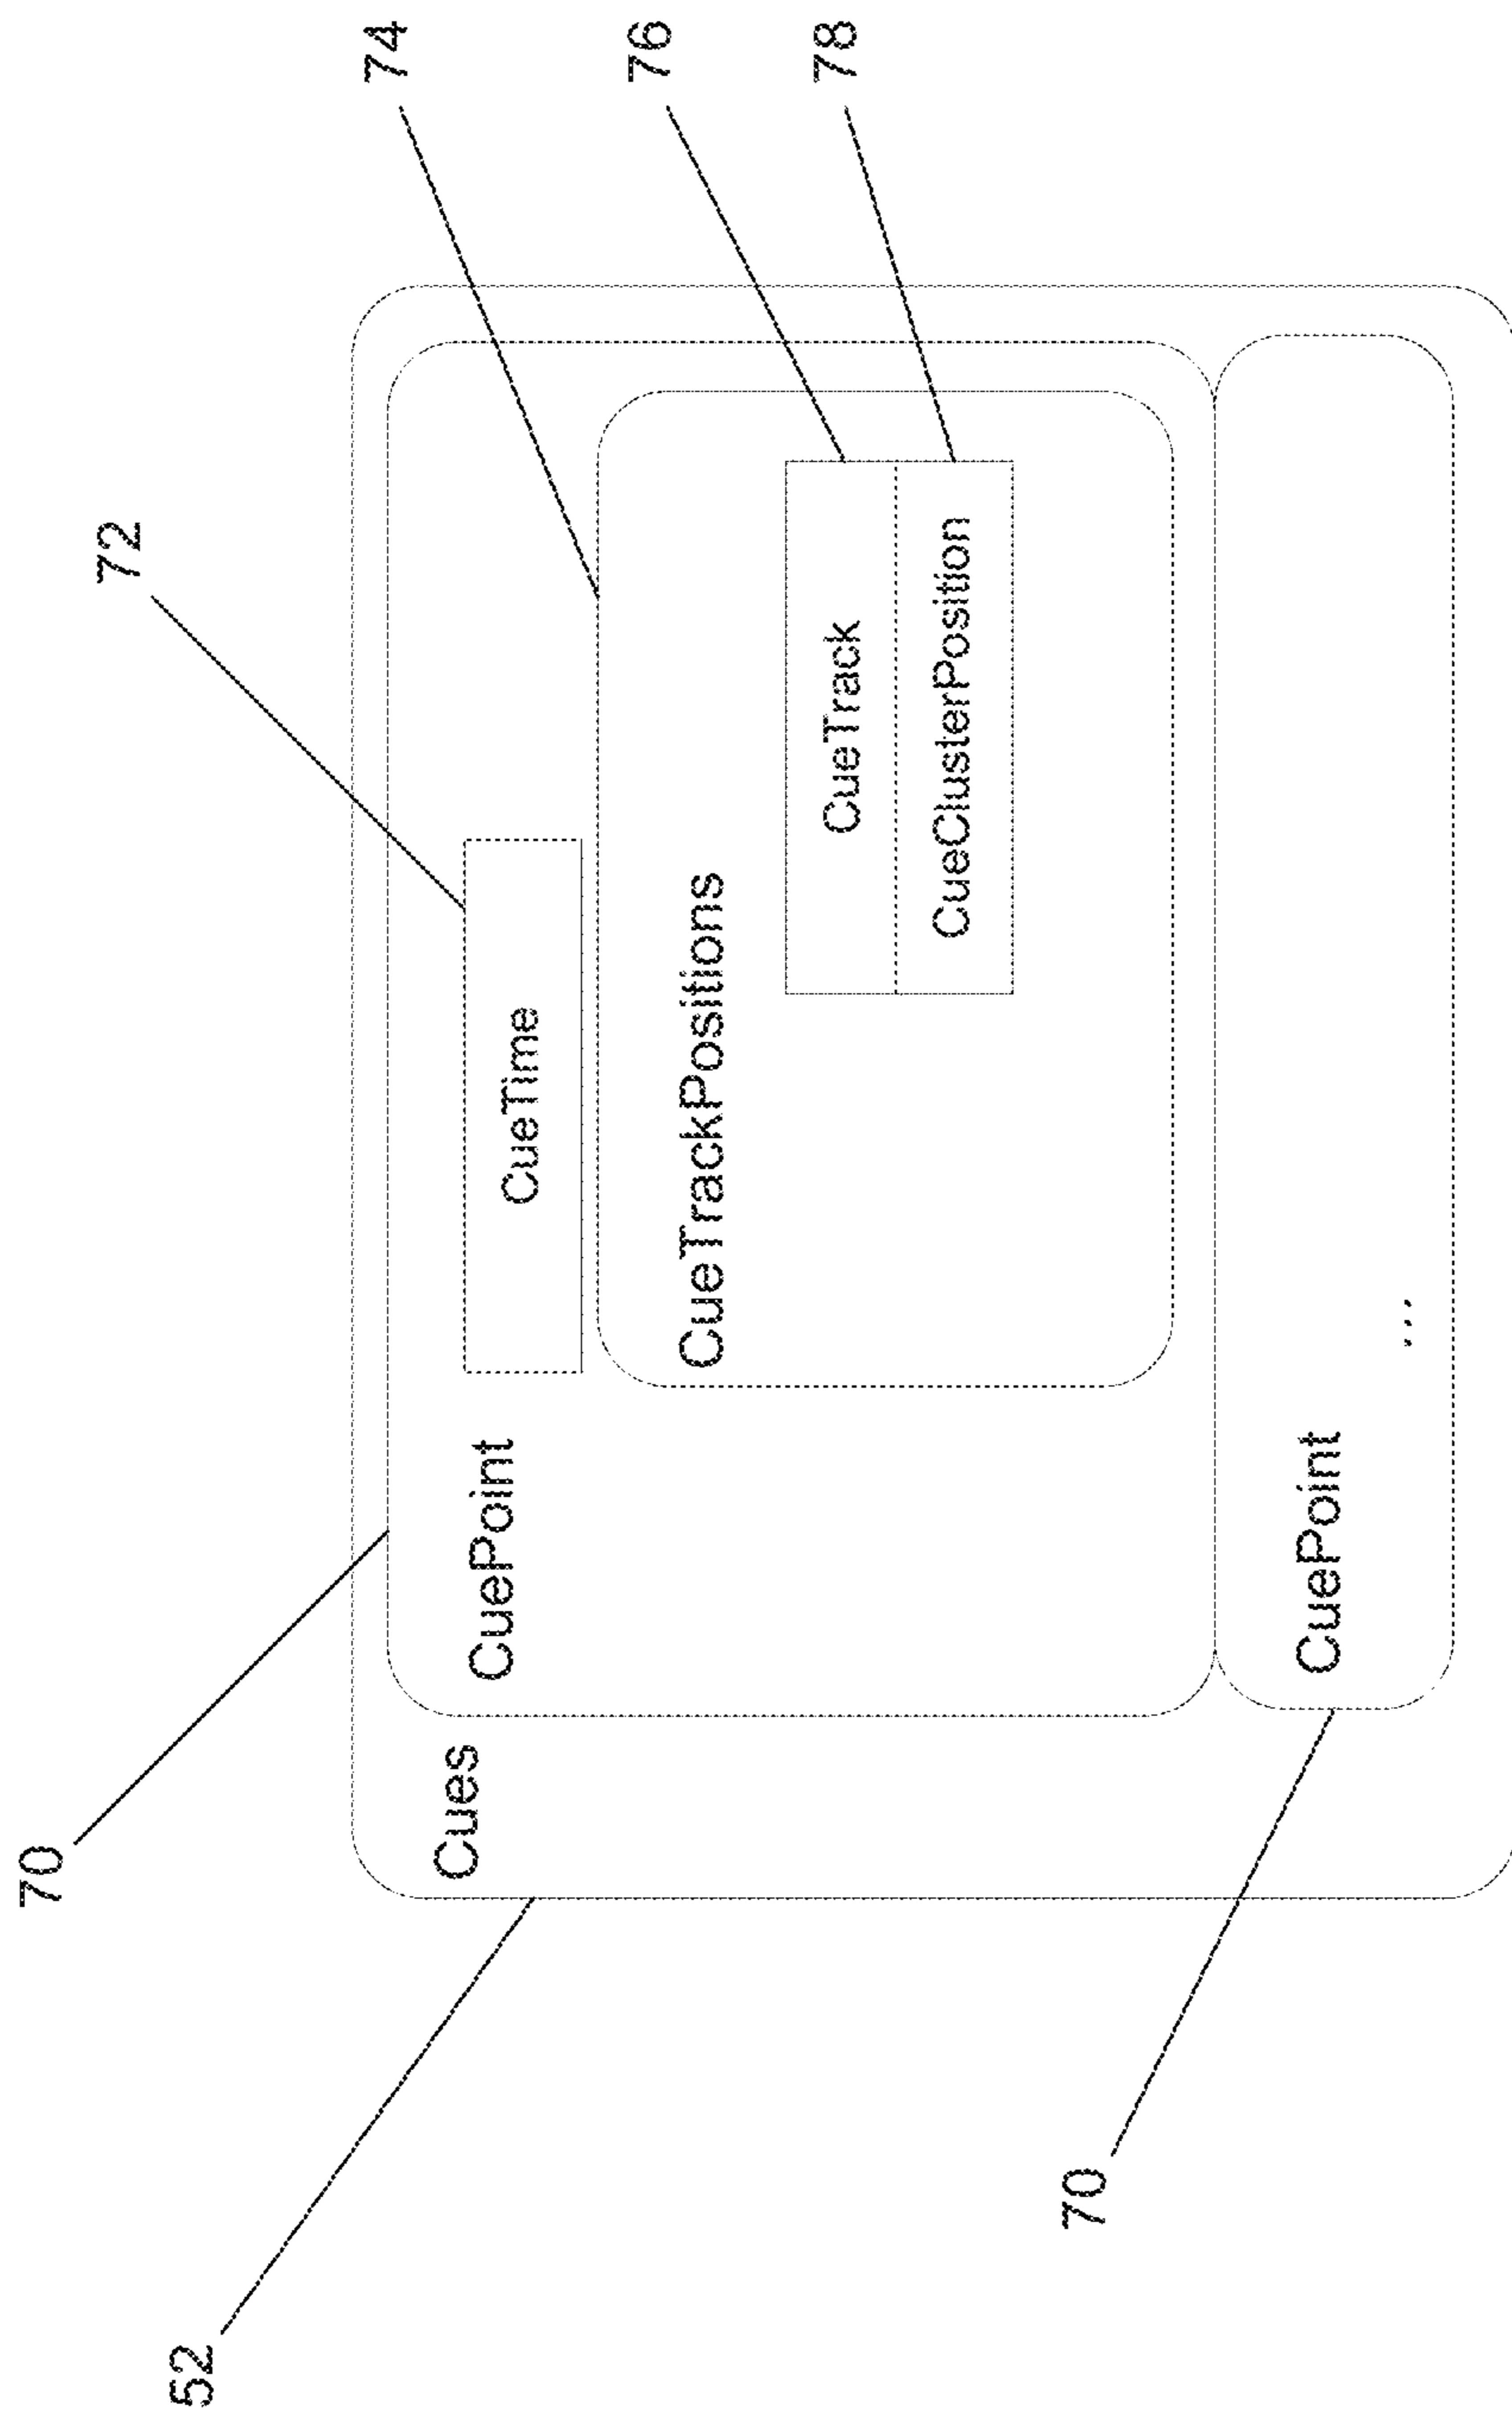 70
72
52
74
Cues
CuePoint
CueTime
76
CueTrackPositions
CueTrack
78
CueClusterPosition
70
CuePoint
...